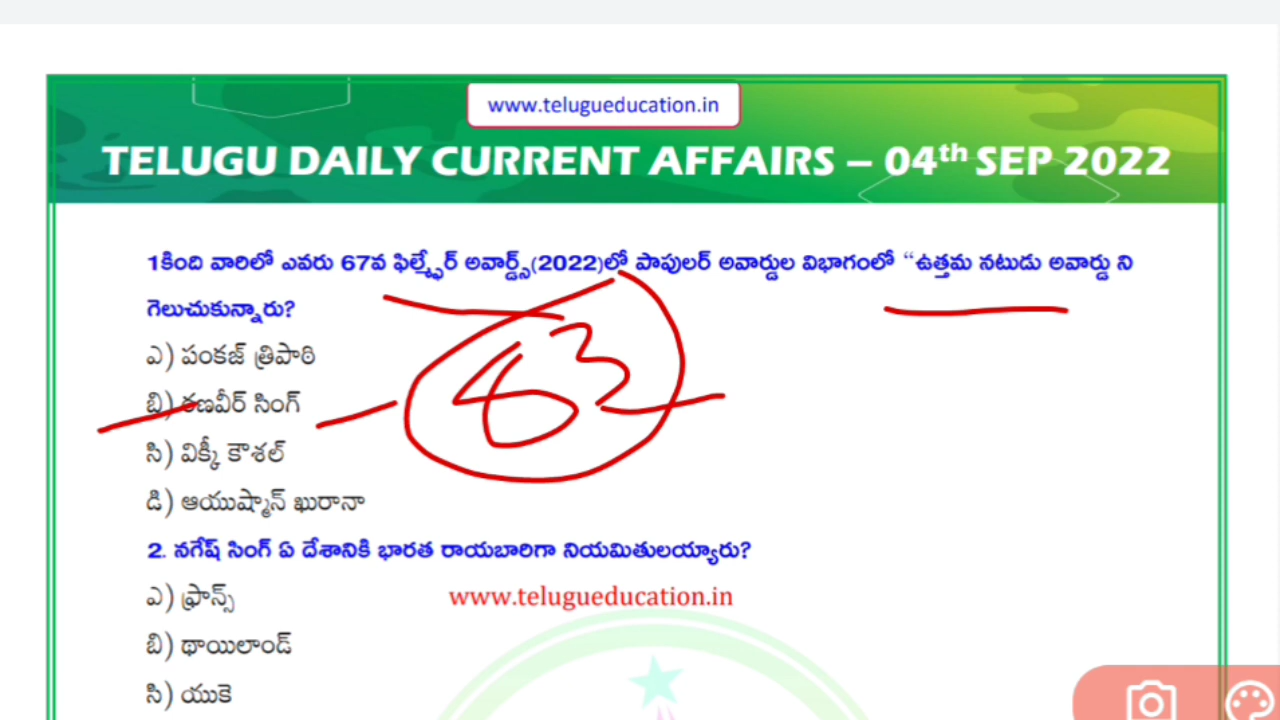 www.telugueducation.in
TELUGU DAILY CURRENT AFFAIRS – 04th SEP 2022
1కింది వారిలో ఎవరు 67వ ఫిల్మ్ఫేర్ అవార్డ్స్(2022)లో పాపులర్ అవార్డుల విభాగంలో “ఉత్తమ నటుడు అవార్డు ని
గెలుచుకున్నారు?
ఎ) పంకజ్ త్రిపాఠి
బి) రణవీర్ సింగ్
83
సి) విక్కీ కౌశల్
డి) ఆయుష్మాన్ ఖురానా
2. నగేష్ సింగ్ ఏ దేశానికి భారత రాయబారిగా నియమితులయ్యారు?
ఎ) ఫ్రాన్స్
www.telugueducation.in
బి) థాయిలాండ్
సి) యుకె